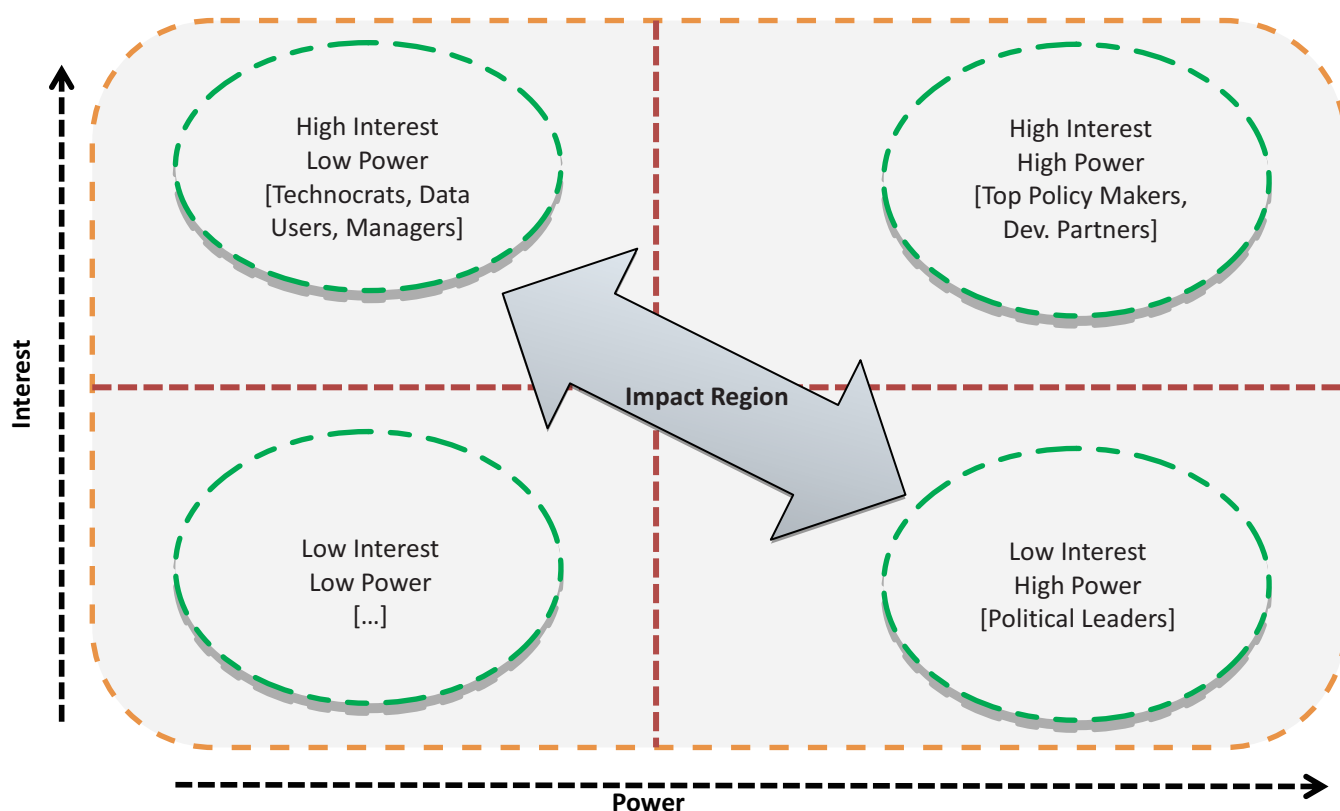 High Interest
Low Power
[Technocrats, Data
Users, Managers]
High Interest
High Power
[Top Policy Makers,
Dev. Partners]
Interest
Impact Region
Low Interest
Low Power
[...]
Low Interest
High Power
[Political Leaders]
Power